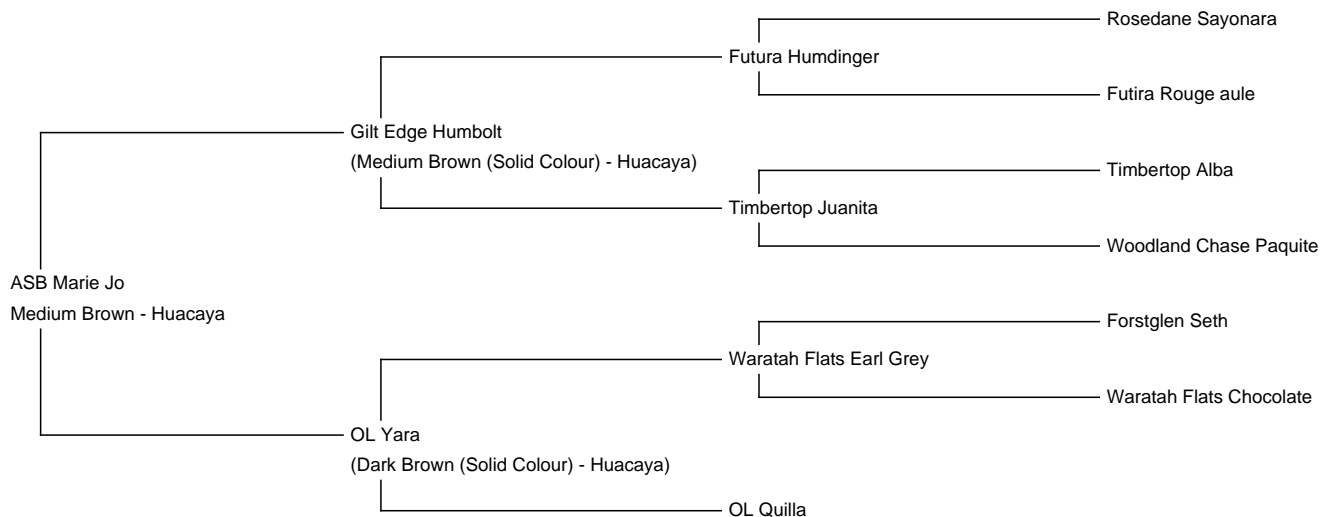 Rosedane Sayonara
Futura Humdinger
Futira Rouge aule
Gilt Edge Humbolt
(Medium Brown (Solid Colour) - Huacaya)
Timbertop Alba
Timbertop Juanita
Woodland Chase Paquite
ASB Marie Jo
Medium Brown - Huacaya
Forstglen Seth
Waratah Flats Earl Grey
Waratah Flats Chocolate
OL Yara
(Dark Brown (Solid Colour) - Huacaya)
OL Quilla